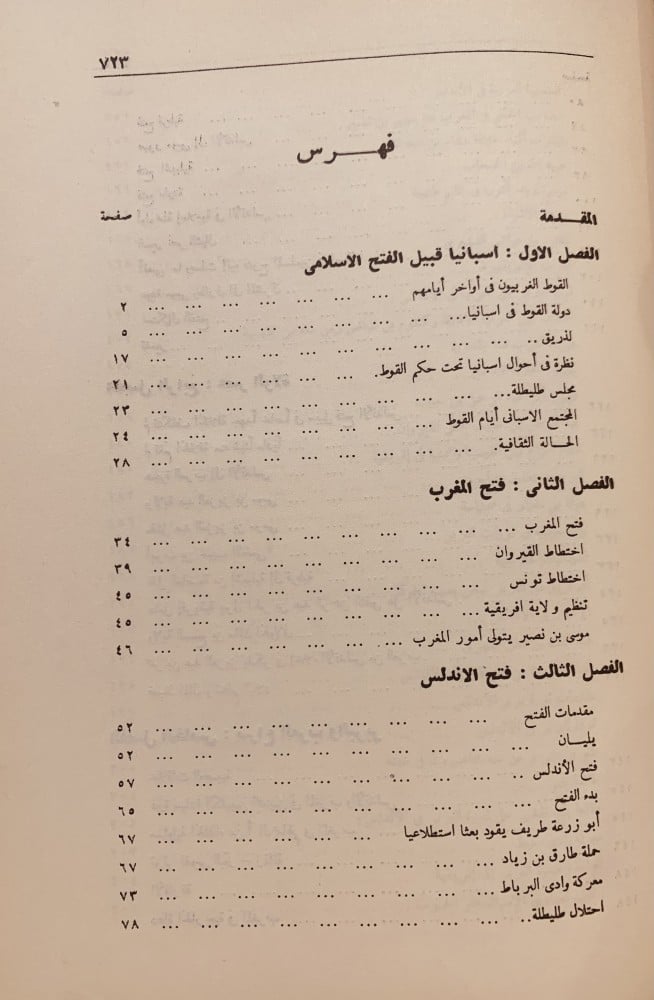 ٧٢٣
فهرس
المقدمة
صفحة
الفصل الاول : اسبانيا قبيل الفتح الاسلامى
القوط الغربيون فى أواخر أيامهم ... ... ... ... ... ... ... ٢
دولة القوط فى اسبانيا... ... ... ... ... ... ... ... ... ٥
لذريق.. ... ... ... ... ... ... ... ... ... ... ١٧
نظرة فى أحوال اسبانيا تحت حكم القوط. ... ... ... ... ... ... ٢١
مجلس طليطلة... ... ... ... ... ... ... ... ... ... ٢٣
المجتمع الاسبانى أيام القوط ... ... ... ... ... ... ... ... ٢٤
الحالة الثقافية. ... ... ... ... ... ... ... ... ... ٢٨
الفصل الثانى : فتح المغرب
فتح المغرب ... ... ... ... ... ... ... ... ... ... ٣٤
اختطاط القيروان ... ... ... ... ... ... ... ... ... ٣٩
اختطاط تونس ... ... ... ... ... ... ... ... ... ٤٥
تنظيم ولاية افريقية ... ... ... ... ... ... ... ... ... ٤٥
موسى بن نصير يتولى أمور المغرب ... ... ... ... ... ... ... ٤٦
الفصل الثالث : فتح الاندلس
مقدمات الفتح ... ... ... ... ... ... ... ... ... ٥٢
يليان ... ... ... ... ... ... ... ... ... ... ٥٢
فتح الأندلس .. ... ... ... ... ... ... ... ... ... ٥٧
بدء الفتح ... ... ... ... ... ... ... ... ... ... ٦٥
أبو زرعة طريف يقود بعثا استطلاعيا ... ... ... ... ... ... ... ٦٧
حملة طارق بن زياد ... ... ... ... ... ... ... ... ... ٦٧
معركة وادى البرباط ... ... ... ... ... ... ... ... ... ٧٣
احتلال طليطلة.. ... ... ... ... ... ... ... ... ... ٧٨